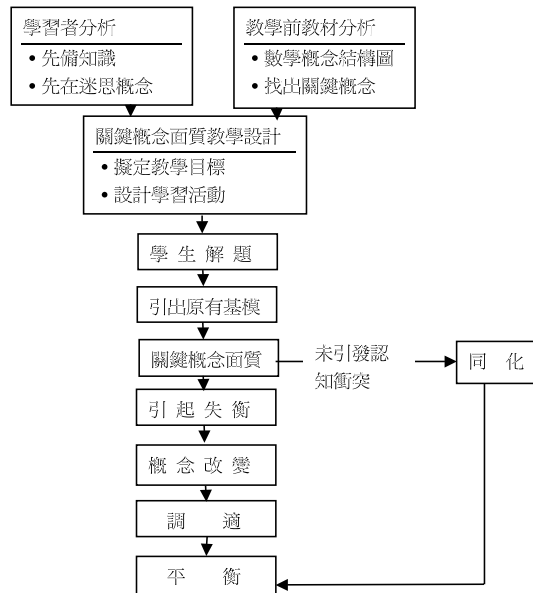 學習者分析
• 先備知識
• 先在迷思概念
教學前教材分析
• 數學概念結構圖
• 找出關鍵概念
關鍵概念面質教學設計
• 擬定教學目標
• 設計學習活動
學生解題
引出原有基模
關鍵概念面質
未引發認
知衝突
同化
引起失衡
概念改變
調適
平衡